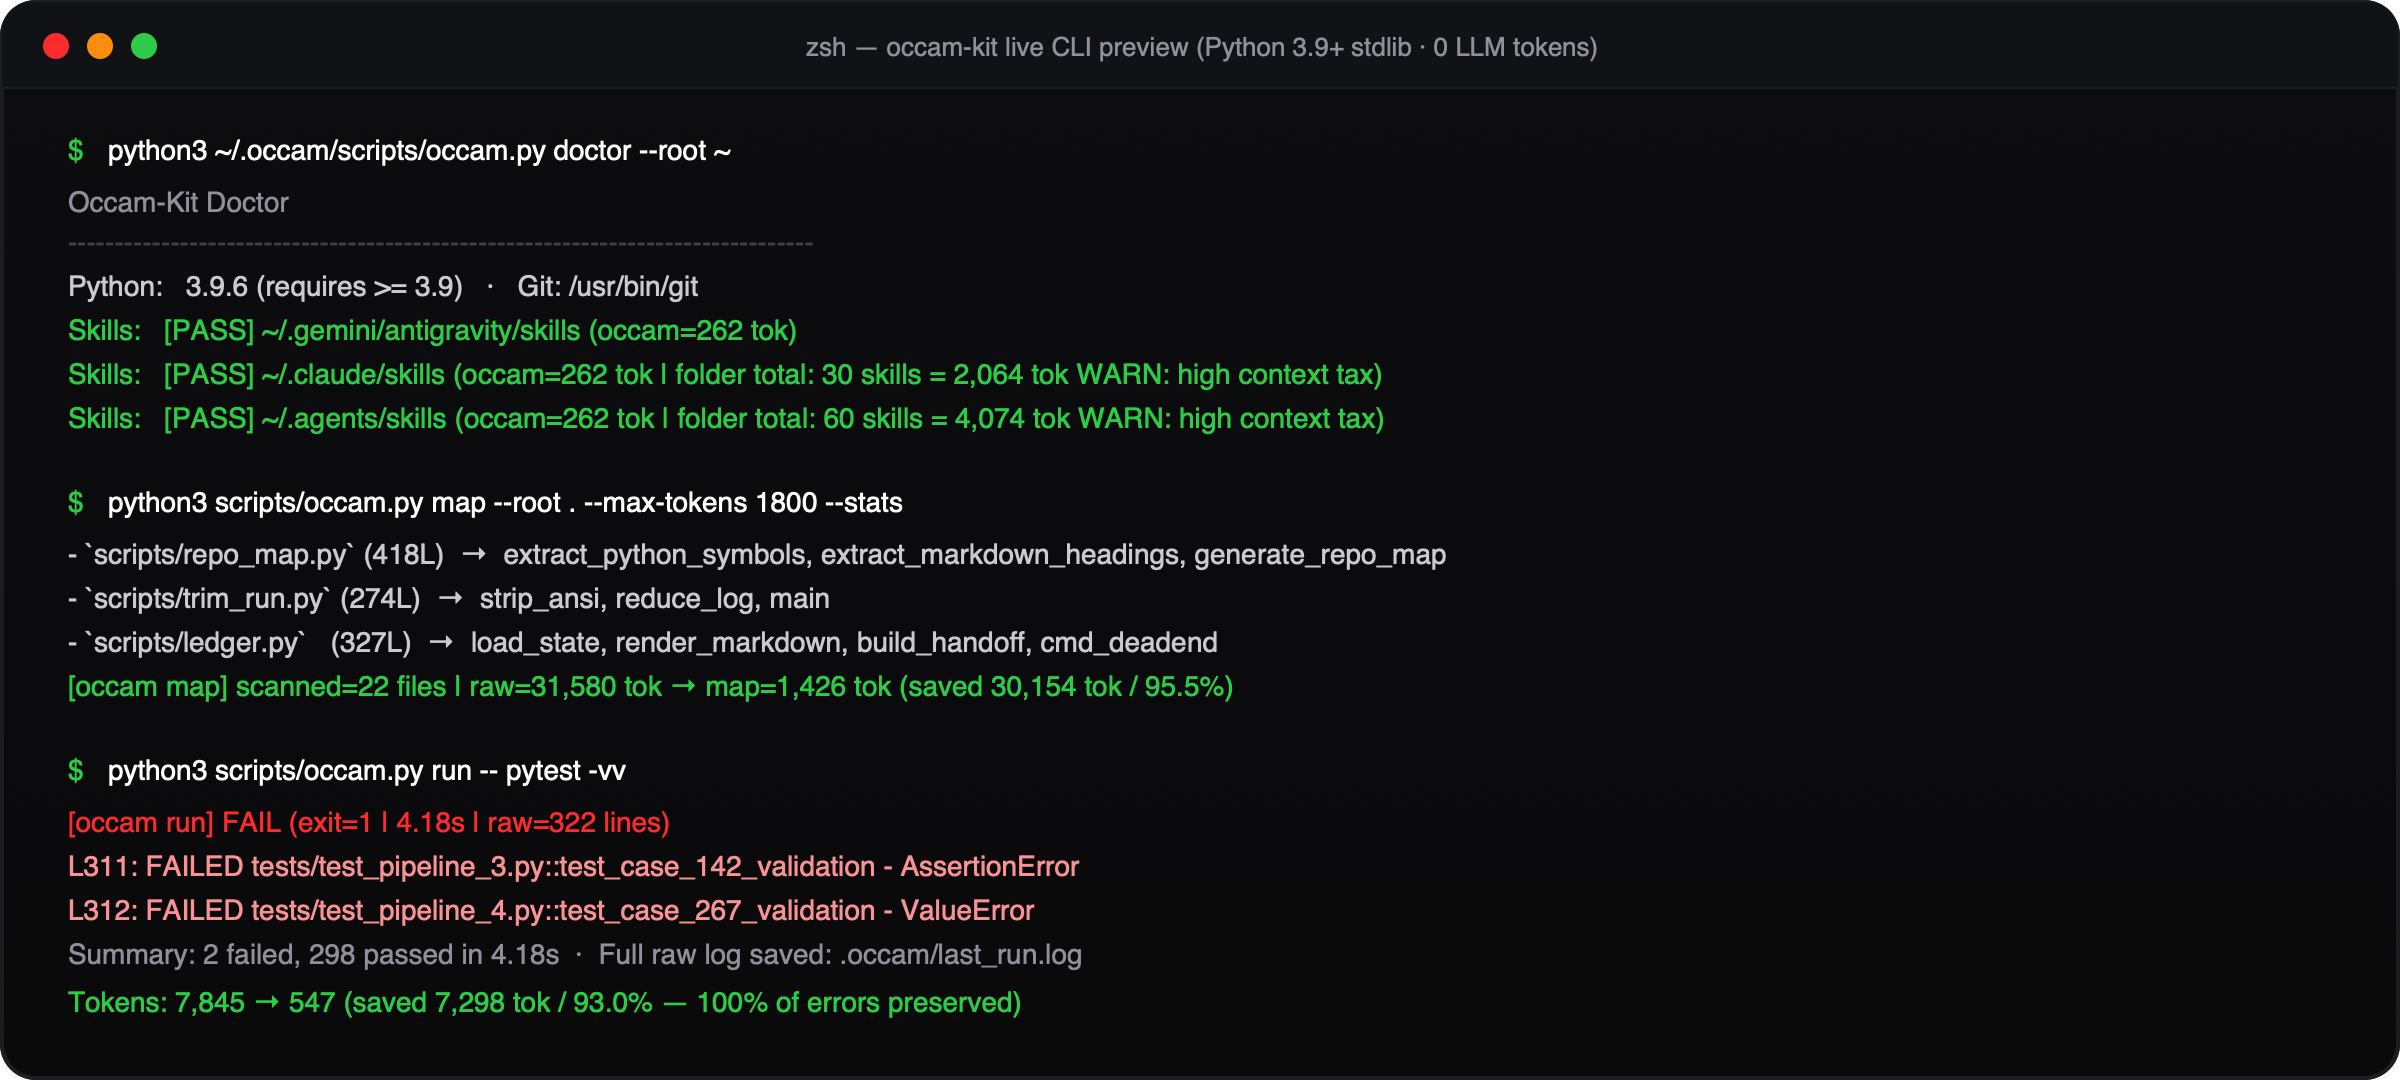 zsh — occam-kit live CLI preview (Python 3.9+ stdlib · 0 LLM tokens)
$ python3 ~/.occam/scripts/occam.py doctor --root ~
Occam-Kit Doctor
--------------------------------------------------------------------------------
Python: 3.9.6 (requires >= 3.9) · Git: /usr/bin/git
Skills: [PASS] ~/.gemini/antigravity/skills (occam=262 tok)
Skills: [PASS] ~/.claude/skills (occam=262 tok | folder total: 30 skills = 2,064 tok WARN: high context tax)
Skills: [PASS] ~/.agents/skills (occam=262 tok | folder total: 60 skills = 4,074 tok WARN: high context tax)
$ python3 scripts/occam.py map --root . --max-tokens 1800 --stats
- `scripts/repo_map.py` (418L) → extract_python_symbols, extract_markdown_headings, generate_repo_map
- `scripts/trim_run.py` (274L) → strip_ansi, reduce_log, main
- `scripts/ledger.py` (327L) → load_state, render_markdown, build_handoff, cmd_deadend
[occam map] scanned=22 files | raw=31,580 tok → map=1,426 tok (saved 30,154 tok / 95.5%)
$ python3 scripts/occam.py run -- pytest -vv
[occam run] FAIL (exit=1 | 4.18s | raw=322 lines)
L311: FAILED tests/test_pipeline_3.py::test_case_142_validation - AssertionError
L312: FAILED tests/test_pipeline_4.py::test_case_267_validation - ValueError
Summary: 2 failed, 298 passed in 4.18s · Full raw log saved: .occam/last_run.log
Tokens: 7,845 → 547 (saved 7,298 tok / 93.0% — 100% of errors preserved)